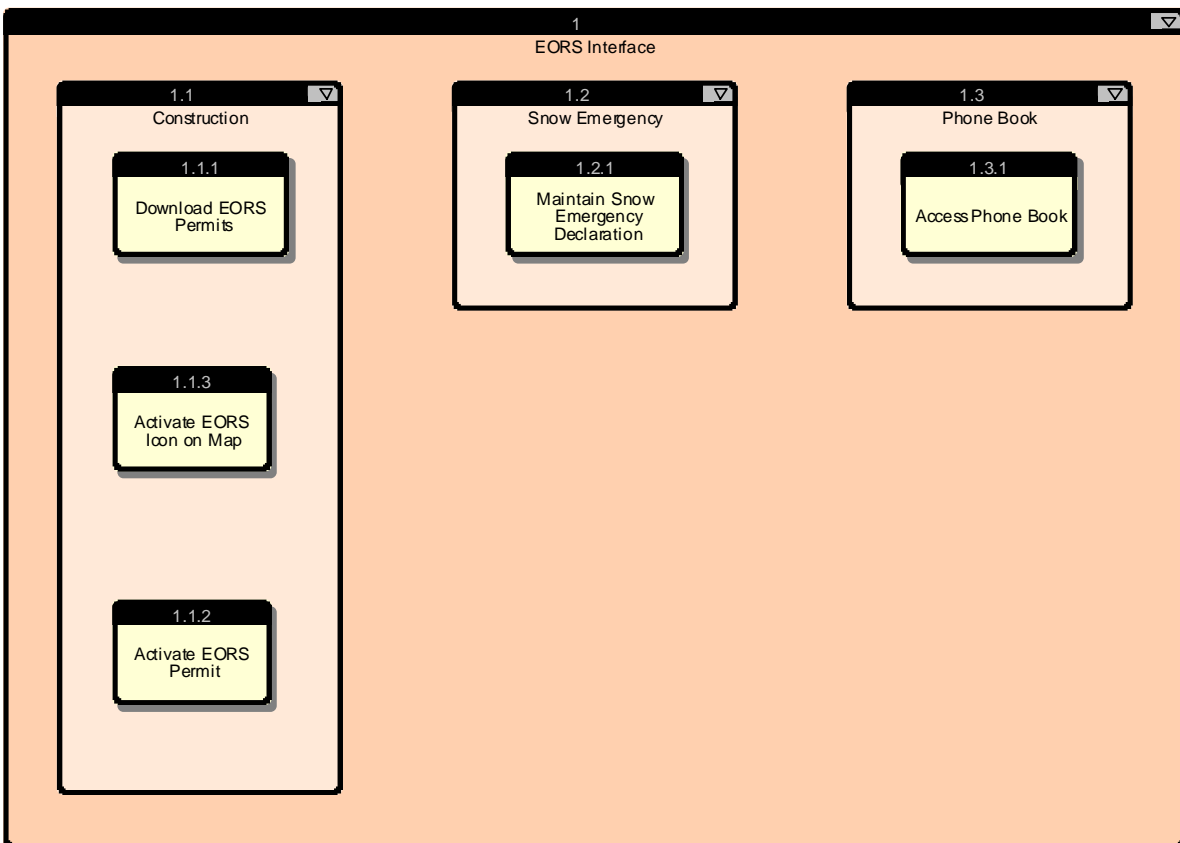 1
EORS Interface
1.1
Construction
1.1.1
Download EORS
Permits
1.1.3
Activate EORS
Icon on Map
1.1.2
Activate EORS
Permit
1.2
Snow Emergency
1.2.1
Maintain Snow
Emergency
Declaration
1.3
Phone Book
1.3.1
Access Phone Book